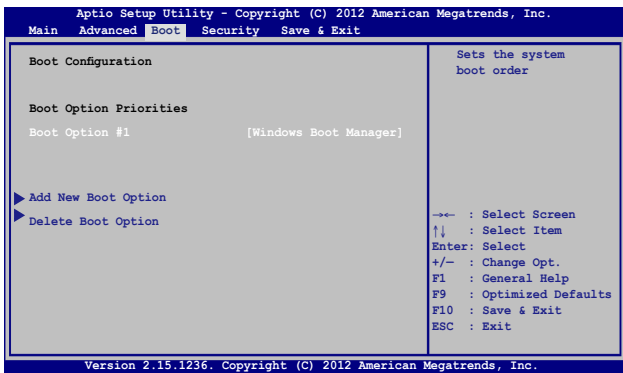 Aptio Setup Utility - Copyright (C) 2012 American Megatrends, Inc.
Main Advanced Boot Security Save & Exit
Boot Configuration
Boot Option Priorities
Boot Option #1 [Windows Boot Manager]
Add New Boot Option
Delete Boot Option
Sets the system
boot order
→← : Select Screen
↑↓ : Select Item
Enter: Select
+/— : Change Opt.
F1 : General Help
F9 : Optimized Defaults
F10 : Save & Exit
ESC : Exit
Version 2.15.1236. Copyright (C) 2012 American Megatrends, Inc.